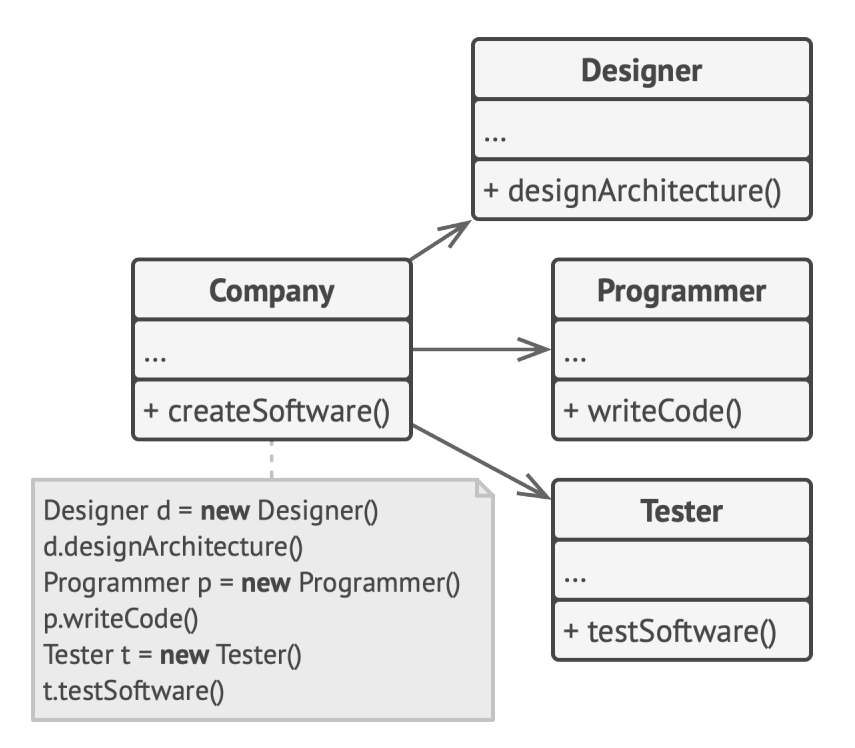 Designer
...
+ designArchitecture()
Company
...
+ createSoftware()
Programmer
...
+ writeCode()
Tester
...
+ testSoftware()
Designer d = new Designer()
d.designArchitecture()
Programmer p = new Programmer()
p.writeCode()
Tester t = new Tester()
t.testSoftware()